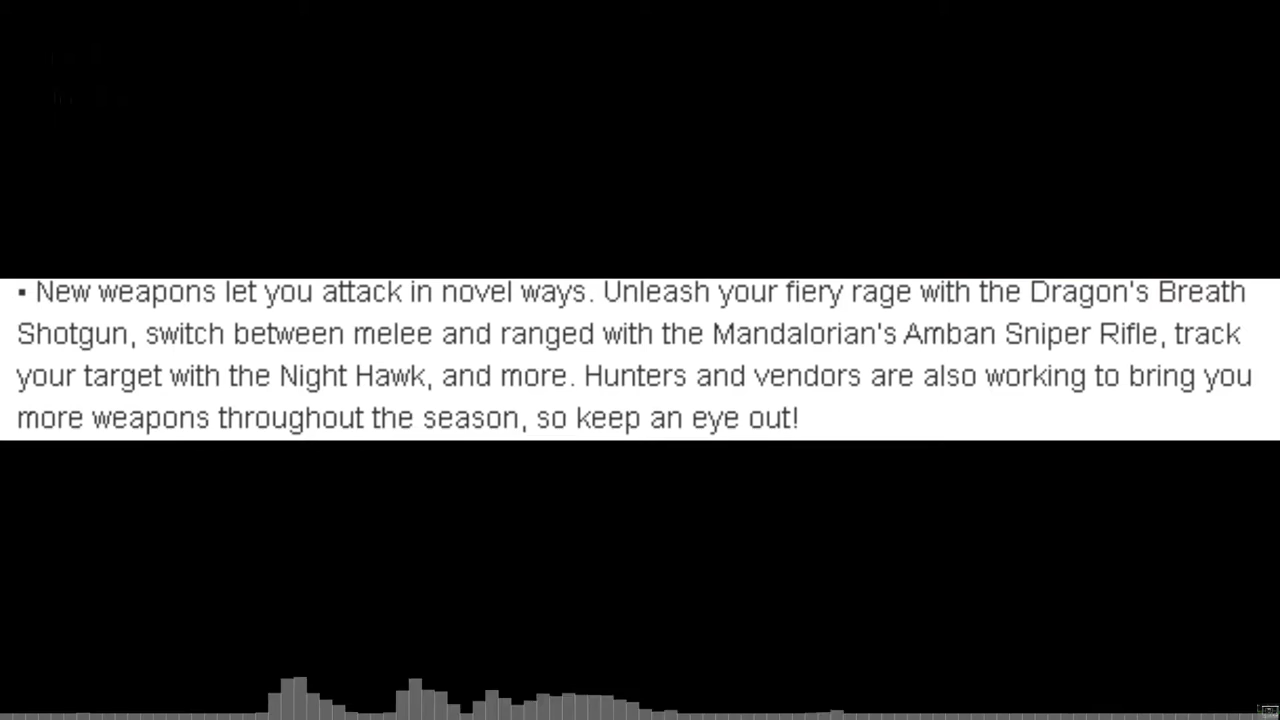 ▪ New weapons let you attack in novel ways. Unleash your fiery rage with the Dragon's Breath
Shotgun, switch between melee and ranged with the Mandalorian's Amban Sniper Rifle, track
your target with the Night Hawk, and more. Hunters and vendors are also working to bring you
more weapons throughout the season, so keep an eye out!